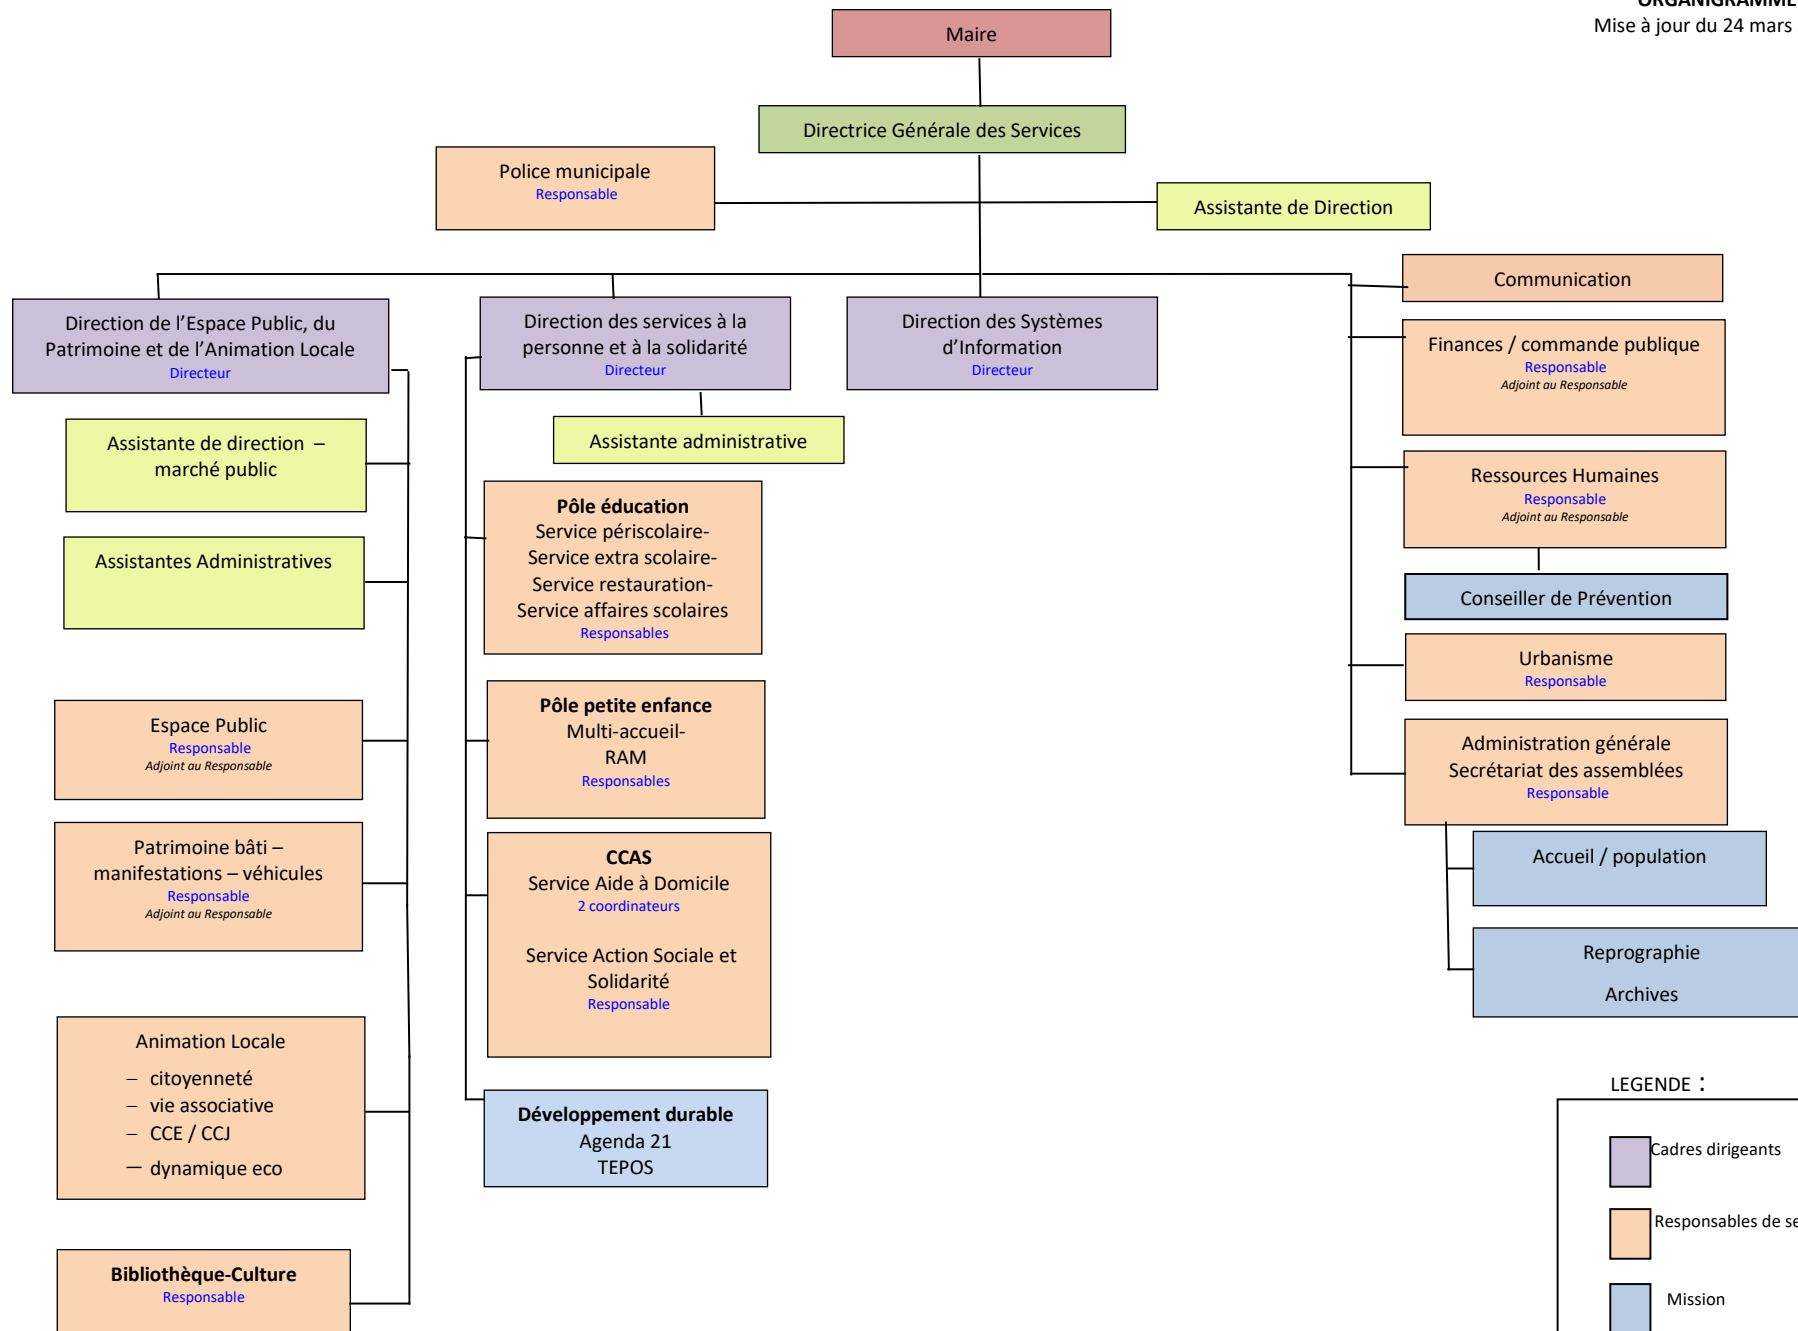 ORGANIGRAMME
Mise à jour du 24 mars
Maire
Directrice Générale des Services
Police municipale
Responsable
Assistante de Direction
Direction de l'Espace Public, du
Patrimoine et de l'Animation Locale
Directeur
Assistante de direction –
marché public
Assistantes Administratives
Espace Public
Responsable
Adjoint au Responsable
Patrimoine bâti –
manifestations – véhicules
Responsable
Adjoint au Responsable
Animation Locale
– citoyenneté
– vie associative
– CCE / CCJ
– dynamique eco
Bibliothèque-Culture
Responsable
Direction des services à la
personne et à la solidarité
Directeur
Assistante administrative
Pôle éducation
Service périscolaire-
Service extra scolaire-
Service restauration-
Service affaires scolaires
Responsables
Pôle petite enfance
Multi-accueil-
RAM
Responsables
CCAS
Service Aide à Domicile
2 coordinateurs
Service Action Sociale et
Solidarité
Responsable
Développement durable
Agenda 21
TEPOS
Direction des Systèmes
d'Information
Directeur
Communication
Finances / commande publique
Responsable
Adjoint au Responsable
Ressources Humaines
Responsable
Adjoint au Responsable
Conseiller de Prévention
Urbanisme
Responsable
Administration générale
Secrétariat des assemblées
Responsable
Accueil / population
Reprographie
Archives
LEGENDE :
Cadres dirigeants
Responsables de
Mission